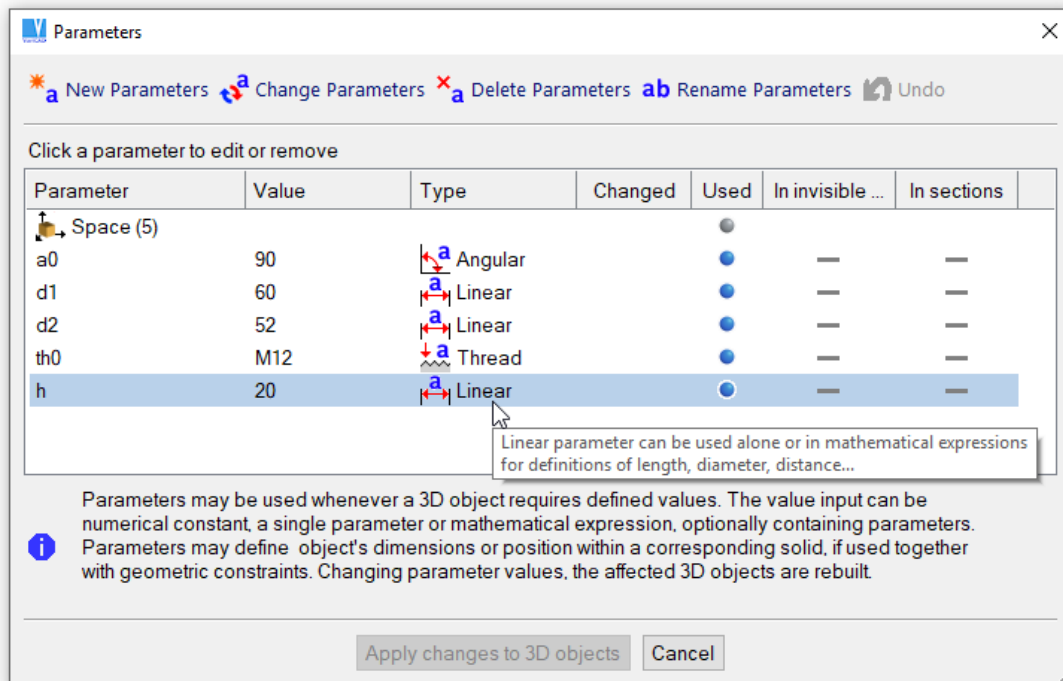 Parameters
New Parameters Change Parameters Delete Parameters ab Rename Parameters Undo
Click a parameter to edit or remove
Parameter Value Type Changed Used In invisible ... In sections
Space (5)
a0 90 Angular
d1 60 Linear
d2 52 Linear
th0 M12 Thread
h 20 Linear
Linear parameter can be used alone or in mathematical expressions
for definitions of length, diameter, distance...
Parameters may be used whenever a 3D object requires defined values. The value input can be
numerical constant, a single parameter or mathematical expression, optionally containing parameters.
Parameters may define object's dimensions or position within a corresponding solid, if used together
with geometric constraints. Changing parameter values, the affected 3D objects are rebuilt.
Apply changes to 3D objects Cancel